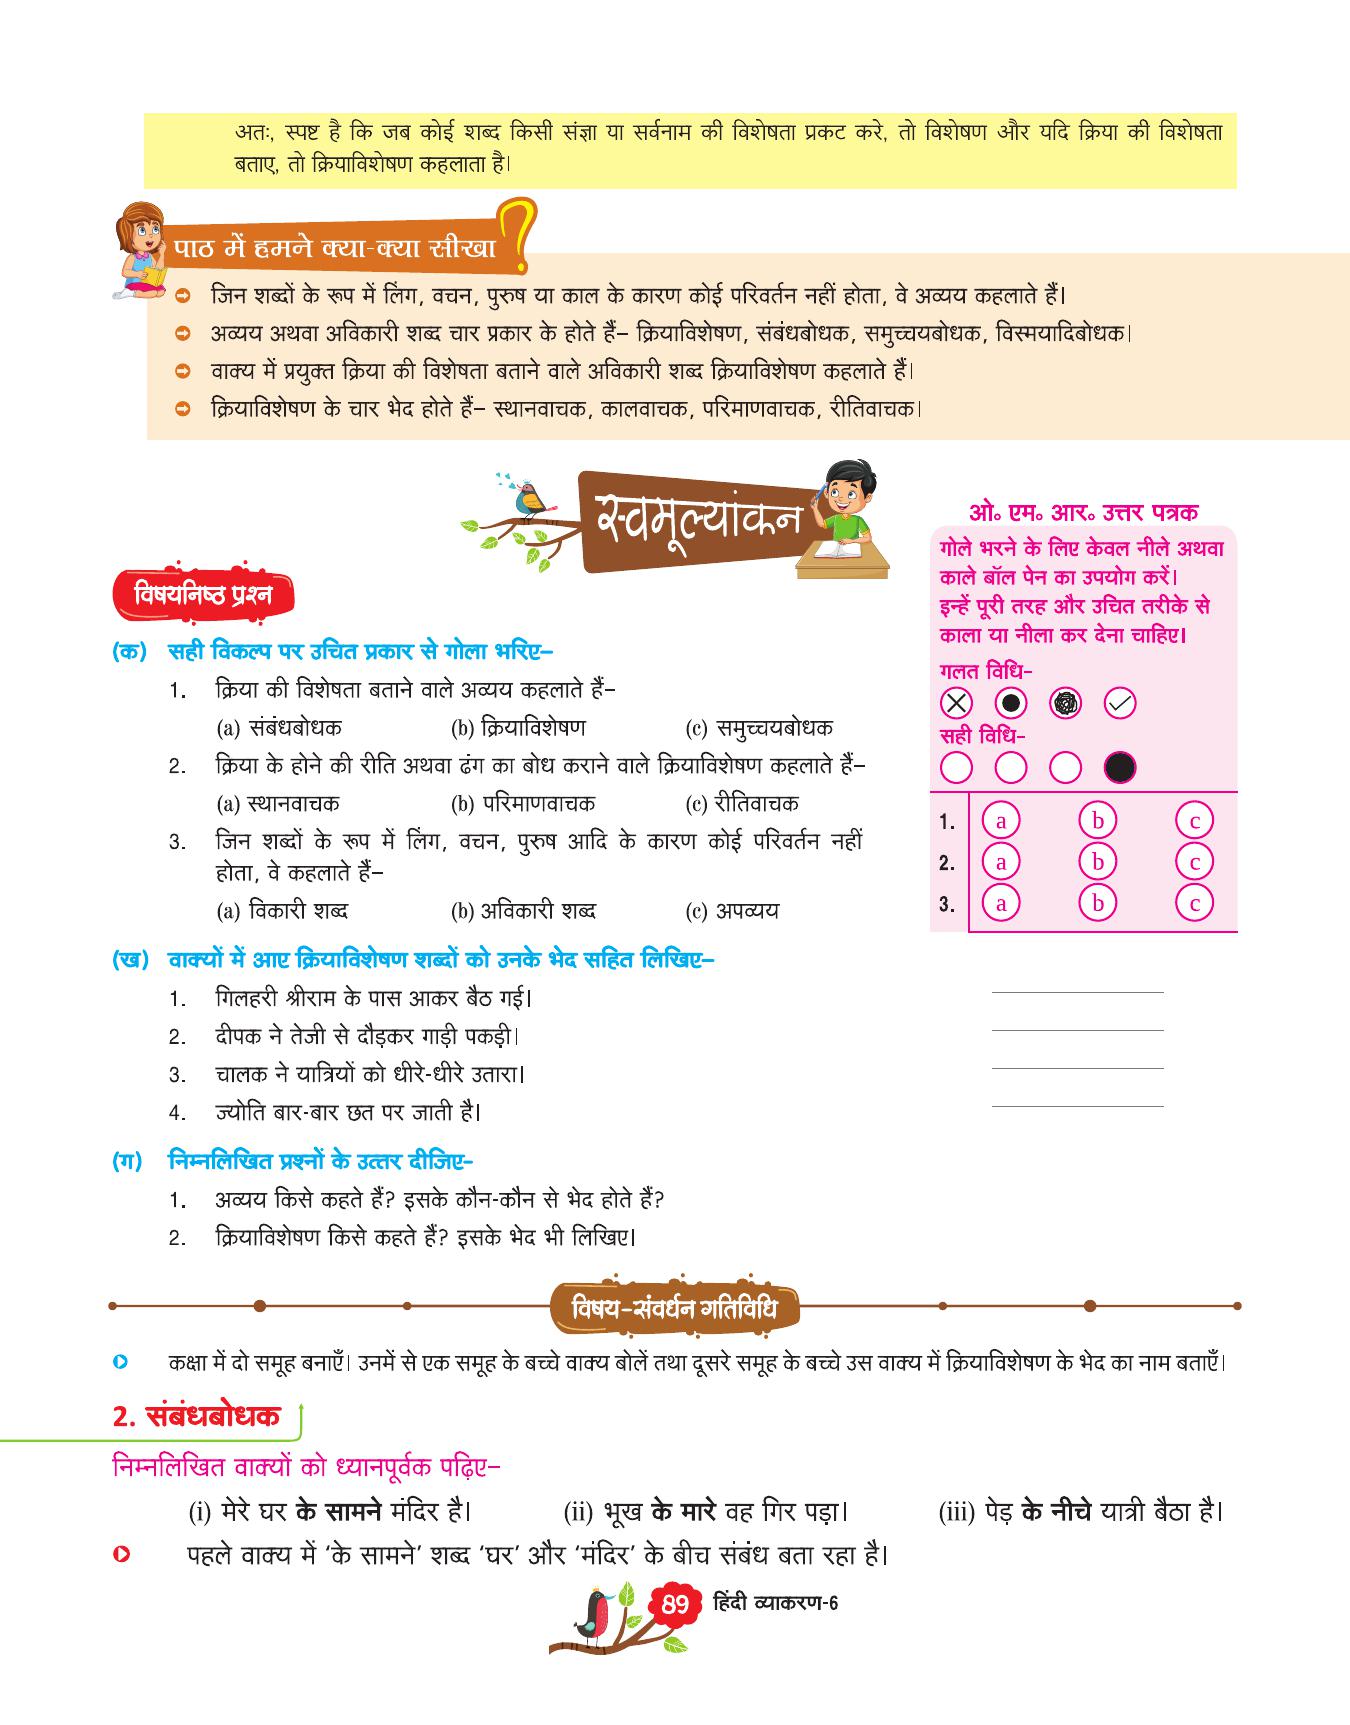 अतः, स्पष्ट है कि जब कोई शब्द किसी संज्ञा या सर्वनाम की विशेषता प्रकट करे, तो विशेषण और यदि क्रिया की विशेषता
बताए, तो क्रियाविशेषण कहलाता है।
पाठ में हमने क्या-क्या सीखा
जिन शब्दों के रूप में लिंग, वचन, पुरुष या काल के कारण कोई परिवर्तन नहीं होता, वे अव्यय कहलाते हैं।
अव्यय अथवा अविकारी शब्द चार प्रकार के होते हैं– क्रियाविशेषण, संबंधबोधक, समुच्चयबोधक, विस्मयादिबोधक।
वाक्य में प्रयुक्त क्रिया की विशेषता बताने वाले अविकारी शब्द क्रियाविशेषण कहलाते हैं।
क्रियाविशेषण के चार भेद होते हैं– स्थानवाचक, कालवाचक, परिमाणवाचक, रीतिवाचक।
स्वमूल्यांकन
विषयनिष्ठ प्रश्न
(क) सही विकल्प पर उचित प्रकार से गोला भरिए–
1. क्रिया की विशेषता बताने वाले अव्यय कहलाते हैं–
(a) संबंधबोधक (b) क्रियाविशेषण (c) समुच्चयबोधक
2. क्रिया के होने की रीति अथवा ढंग का बोध कराने वाले क्रियाविशेषण कहलाते हैं–
(a) स्थानवाचक (b) परिमाणवाचक (c) रीतिवाचक
3. जिन शब्दों के रूप में लिंग, वचन, पुरुष आदि के कारण कोई परिवर्तन नहीं
होता, वे कहलाते हैं–
(a) विकारी शब्द (b) अविकारी शब्द (c) अपव्यय
ओ॰ एम॰ आर॰ उत्तर पत्रक
गोले भरने के लिए केवल नीले अथवा
काले बॉल पेन का उपयोग करें।
इन्हें पूरी तरह और उचित तरीके से
काला या नीला कर देना चाहिए।
गलत विधि–
सही विधि–
1. a b c
2. a b c
3. a b c
(ख) वाक्यों में आए क्रियाविशेषण शब्दों को उनके भेद सहित लिखिए–
1. गिलहरी श्रीराम के पास आकर बैठ गई।
2. दीपक ने तेजी से दौड़कर गाड़ी पकड़ी।
3. चालक ने यात्रियों को धीरे-धीरे उतारा।
4. ज्योति बार-बार छत पर जाती है।
(ग) निम्नलिखित प्रश्नों के उत्तर दीजिए–
1. अव्यय किसे कहते हैं? इसके कौन-कौन से भेद होते हैं?
2. क्रियाविशेषण किसे कहते हैं? इसके भेद भी लिखिए।
विषय–संवर्धन गतिविधि
कक्षा में दो समूह बनाएँ। उनमें से एक समूह के बच्चे वाक्य बोलें तथा दूसरे समूह के बच्चे उस वाक्य में क्रियाविशेषण के भेद का नाम बताएँ।
2. संबंधबोधक
निम्नलिखित वाक्यों को ध्यानपूर्वक पढ़िए–
(i) मेरे घर के सामने मंदिर है। (ii) भूख के मारे वह गिर पड़ा। (iii) पेड़ के नीचे यात्री बैठा है।
पहले वाक्य में ‘के सामने’ शब्द ‘घर’ और ‘मंदिर’ के बीच संबंध बता रहा है।
89 हिंदी व्याकरण-6